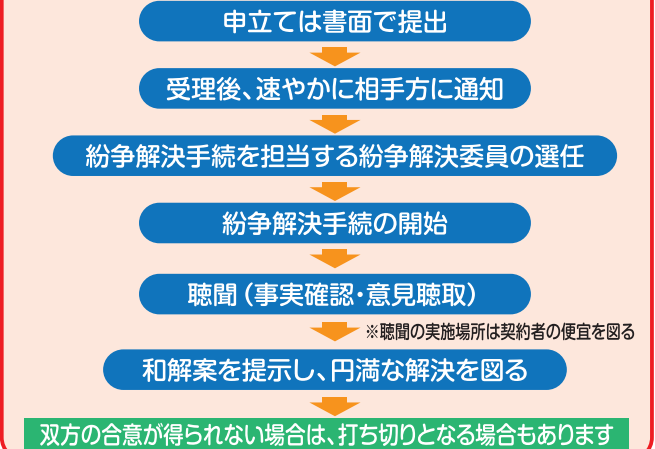 申立ては書面で提出
受理後、速やかに相手方に通知
紛争解決手続を担当する紛争解決委員の選任
紛争解決手続の開始
聴聞（事実確認・意見聴取）
※聴聞の実施場所は契約者の便宜を図る
和解案を提示し、円満な解決を図る
双方の合意が得られない場合は、打ち切りとなる場合もあります